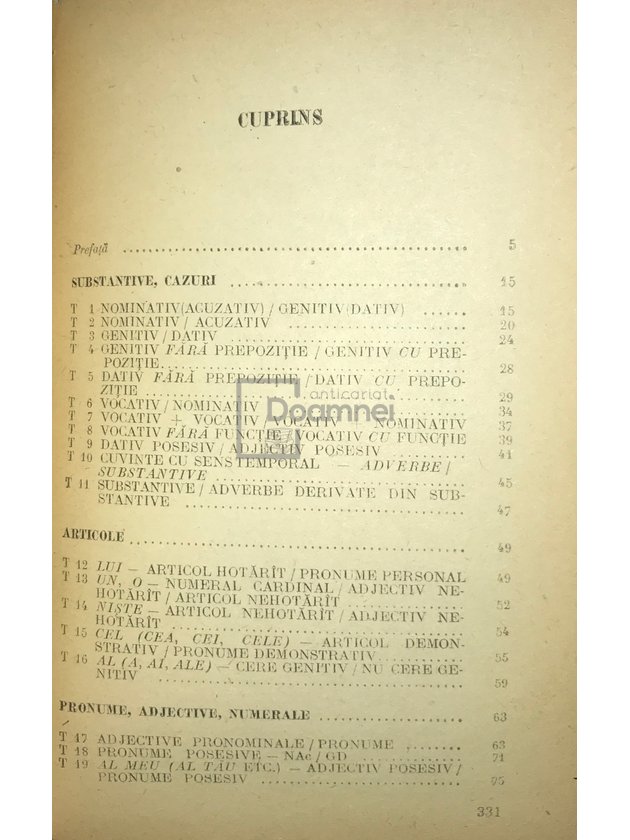 CUPRINS
Prefață 5
SUBSTANTIVE, CAZURI 15
T 1 NOMINATIV (ACUZATIV) / GENITIV (DATIV) 15
T 2 NOMINATIV / ACUZATIV 20
T 3 GENITIV / DATIV 24
T 4 GENITIV FĂRĂ PREPOZIȚIE / GENITIV CU PRE-
POZIȚIE 28
T 5 DATIV FĂRĂ PREPOZIȚIE / DATIV CU PREPO-
ZIȚIE 29
T 6 VOCATIV / NOMINATIV 34
T 7 VOCATIV + VOCATIV / VOCATIV + NOMINATIV 37
T 8 VOCATIV FĂRĂ FUNCȚIE / VOCATIV CU FUNCȚIE 39
T 9 DATIV POSESIV / ADJECTIV POSESIV 41
T 10 CUVINTE CU SENS TEMPORAL — ADVERBE /
SUBSTANTIVE 45
T 11 SUBSTANTIVE / ADVERBE DERIVATE DIN SUB-
STANTIVE 47
anticariat
Doamnei
ARTICOLE 49
T 12 LUI — ARTICOL HOTĂRÎT / PRONUME PERSONAL 49
T 13 UN, O — NUMERAL CARDINAL / ADJECTIV NE-
HOTĂRÎT / ARTICOL NEHOTĂRÎT 52
T 14 NIȘTE — ARTICOL NEHOTĂRÎT / ADJECTIV NE-
HOTĂRÎT 54
T 15 CEL (CEA, CEI, CELE) — ARTICOL DEMON-
STRATIV / PRONUME DEMONSTRATIV 55
T 16 AL (A, AI, ALE) — CERE GENITIV / NU CERE GE-
NITIV 59
PRONUME, ADJECTIVE, NUMERALE 63
T 17 ADJECTIVE PRONOMINALE / PRONUME 63
T 18 PRONUME POSESIVE — NAc / GD 71
T 19 AL MEU (AL TĂU ETC.) — ADJECTIV POSESIV /
PRONUME POSESIV 75
331